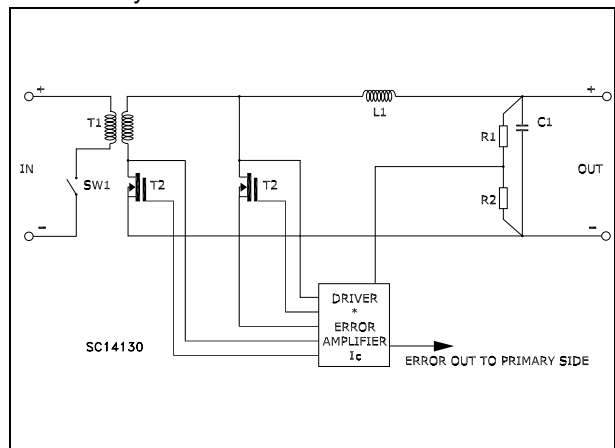 +
+
T1
L1
R1
C1
IN
SW1
T2
T2
OUT
R2
-
-
DRIVER
*
ERROR
AMPLIFIER
Ic
SC14130
ERROR OUT TO PRIMARY SIDE